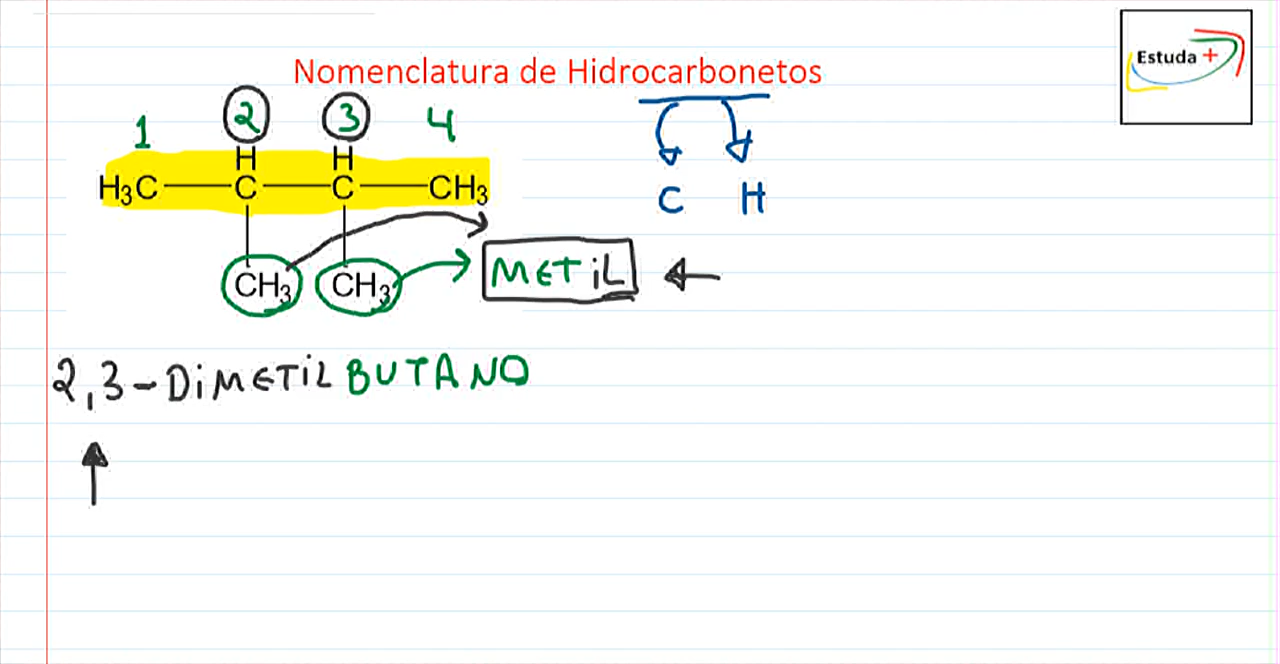 Estuda +
Nomenclatura de Hidrocarbonetos
1 2 3 4
H H
H₃C C C CH₃
C H
CH₃ CH₃ METiL
2,3-DiMETiL BUTANO